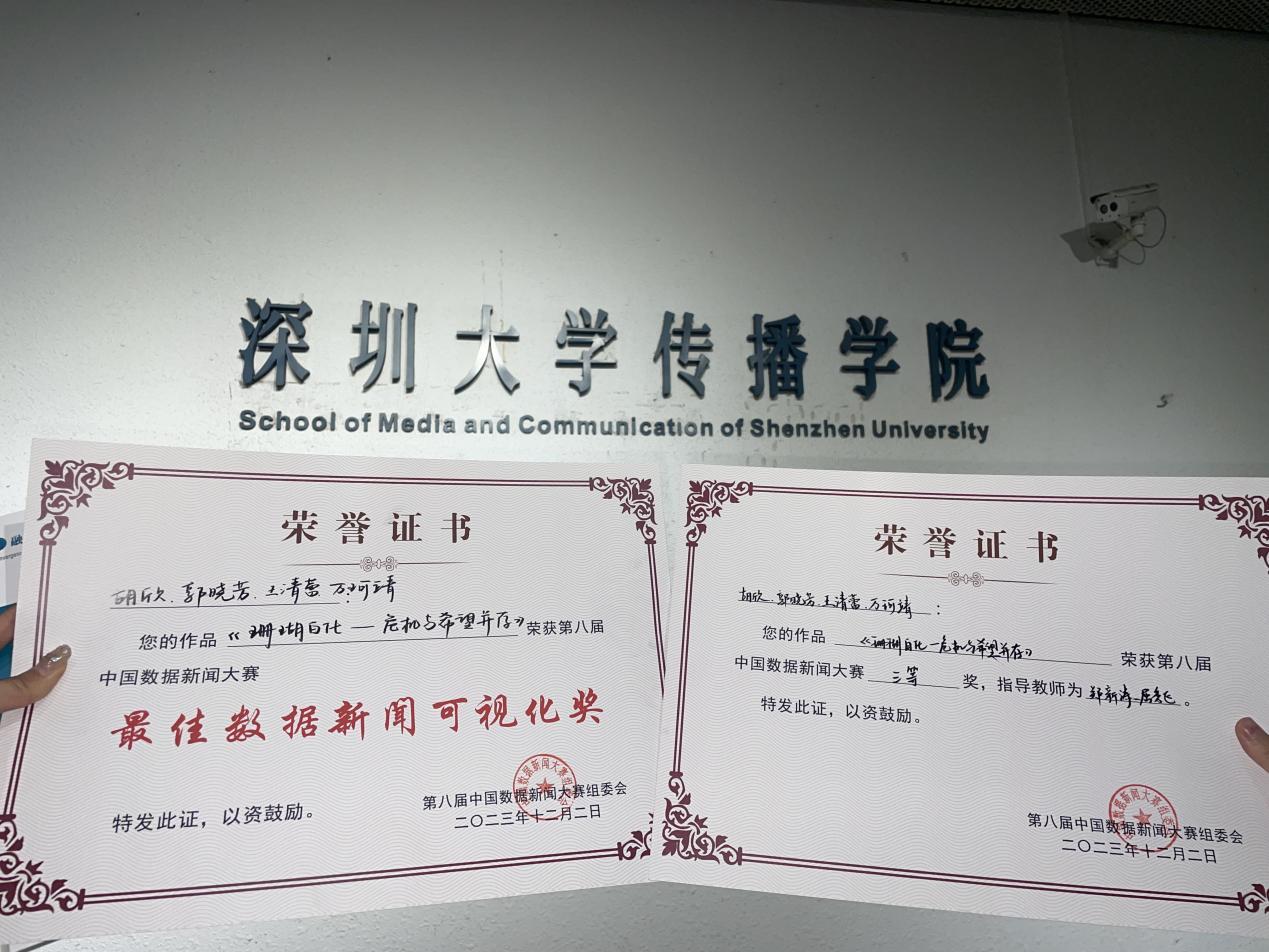 深圳大学传播学院
School of Media and Communication of Shenzhen University
融
荣誉证书
胡欣、郭晓芳、王清蕾、万珂靖：
您的作品《珊瑚白化—危机与希望并存》荣获第八届
中国数据新闻大赛
最佳数据新闻可视化奖
特发此证，以资鼓励。
第八届中国数据新闻大赛组委会
二〇二三年十二月二日
荣誉证书
胡欣、郭晓芳、王清蕾、万珂靖：
您的作品《珊瑚白化—危机与希望并存》荣获第八届
中国数据新闻大赛三等奖，指导教师为。
特发此证，以资鼓励。
第八届中国数据新闻大赛组委会
二〇二三年十二月二日